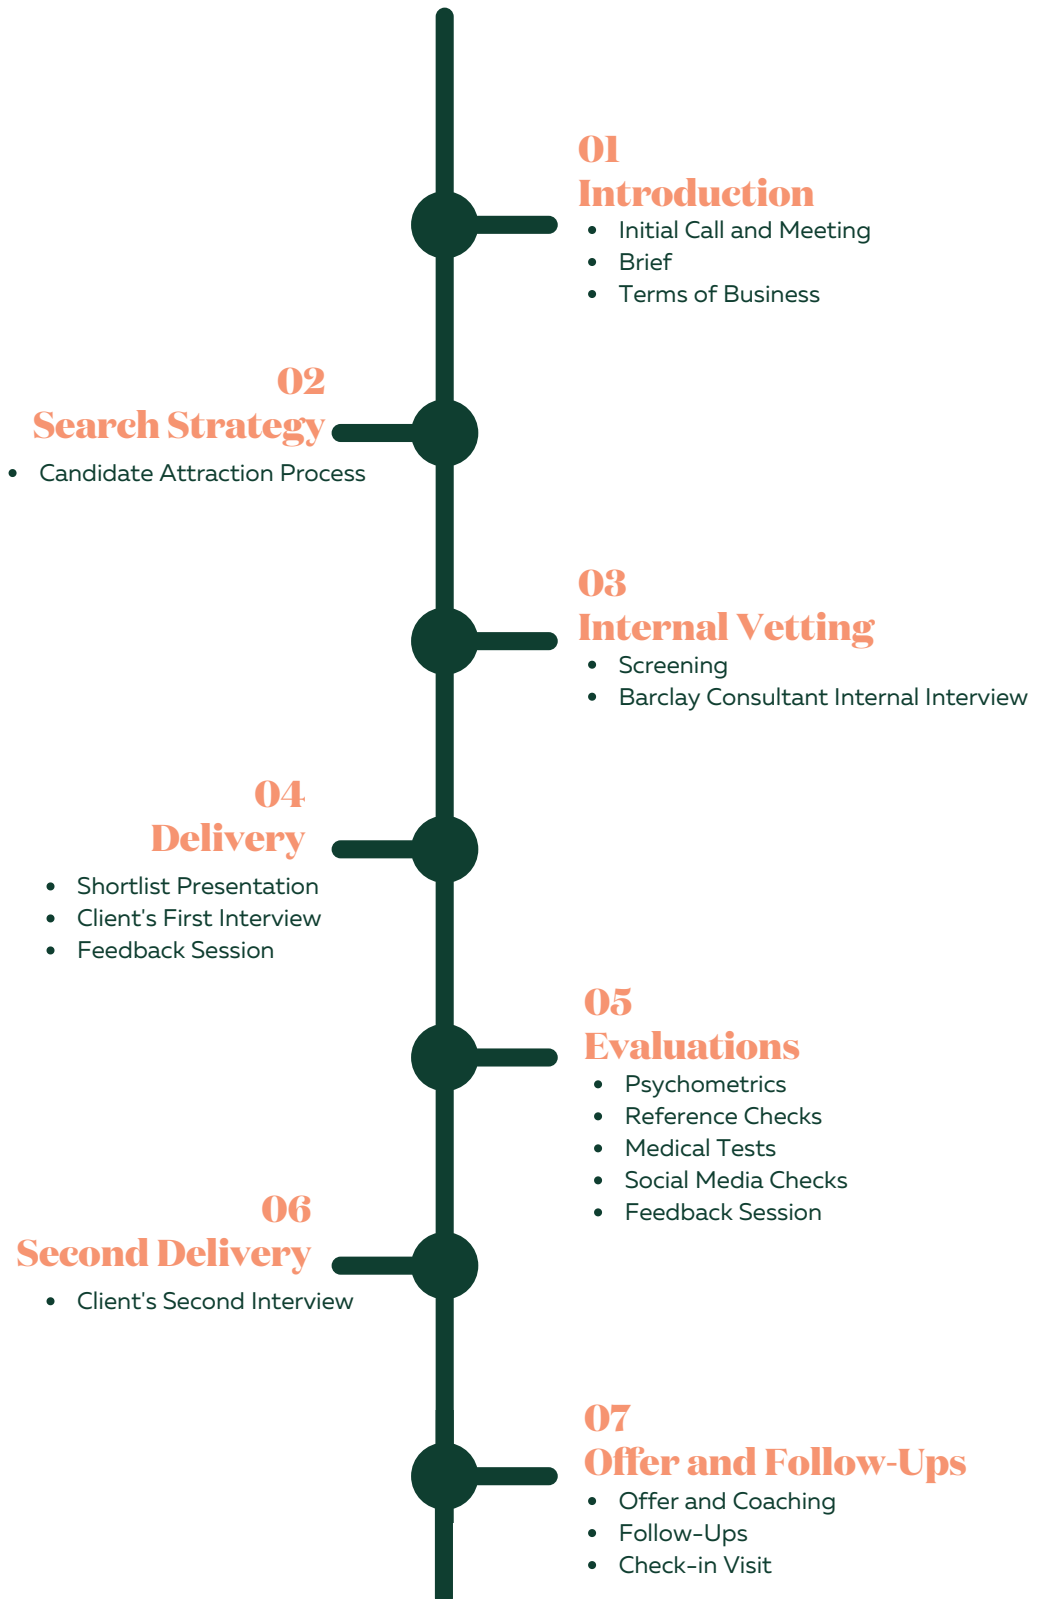 01
Introduction
• Initial Call and Meeting
• Brief
• Terms of Business
02
Search Strategy
• Candidate Attraction Process
03
Internal Vetting
• Screening
• Barclay Consultant Internal Interview
04
Delivery
• Shortlist Presentation
• Client's First Interview
• Feedback Session
05
Evaluations
• Psychometrics
• Reference Checks
• Medical Tests
• Social Media Checks
• Feedback Session
06
Second Delivery
• Client's Second Interview
07
Offer and Follow-Ups
• Offer and Coaching
• Follow-Ups
• Check-in Visit